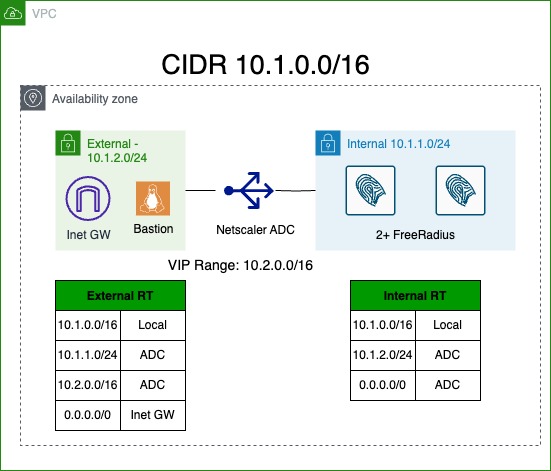 VPC
CIDR 10.1.0.0/16
Availability zone
External -
10.1.2.0/24
Internal 10.1.1.0/24
Inet GW
Bastion
Netscaler ADC
2+ FreeRadius
VIP Range: 10.2.0.0/16
External RT
10.1.0.0/16 Local
10.1.1.0/24 ADC
10.2.0.0/16 ADC
0.0.0.0/0 Inet GW
Internal RT
10.1.0.0/16 Local
10.1.2.0/24 ADC
0.0.0.0/0 ADC